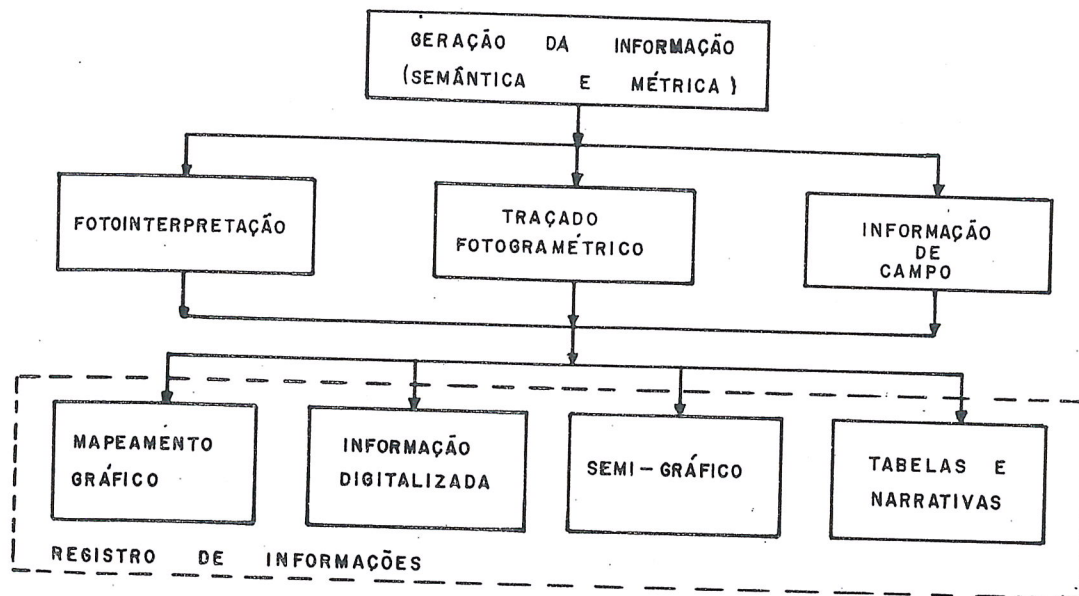 GERAÇÃO DA INFORMAÇÃO
(SEMÂNTICA E MÉTRICA)
FOTOINTERPRETAÇÃO
TRAÇADO
FOTOGRAMÉTRICO
INFORMAÇÃO
DE
CAMPO
MAPEAMENTO
GRÁFICO
INFORMAÇÃO
DIGITALIZADA
SEMI-GRÁFICO
TABELAS E
NARRATIVAS
REGISTRO DE INFORMAÇÕES